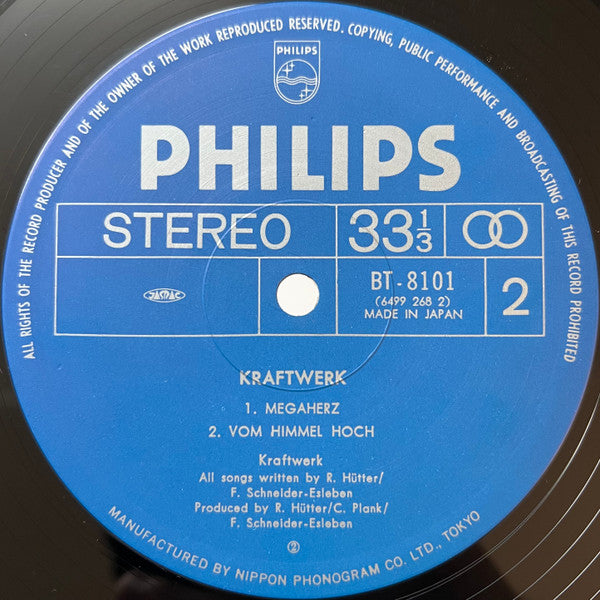 ALL RIGHTS OF THE RECORD PRODUCER AND OF THE OWNER OF THE WORK REPRODUCED RESERVED. COPYING, PUBLIC PERFORMANCE AND BROADCASTING OF THIS RECORD PROHIBITED
PHILIPS
PHILIPS
STEREO 33 1/3
JASRAC BT-8101
(6499 268 2)
MADE IN JAPAN
2
KRAFTWERK
1. MEGAHERZ
2. VOM HIMMEL HOCH
Kraftwerk
All songs written by R. Hütter/
F. Schneider-Esleben
Produced by R. Hütter/C. Plank/
F. Schneider-Esleben
②
MANUFACTURED BY NIPPON PHONOGRAM CO. LTD., TOKYO